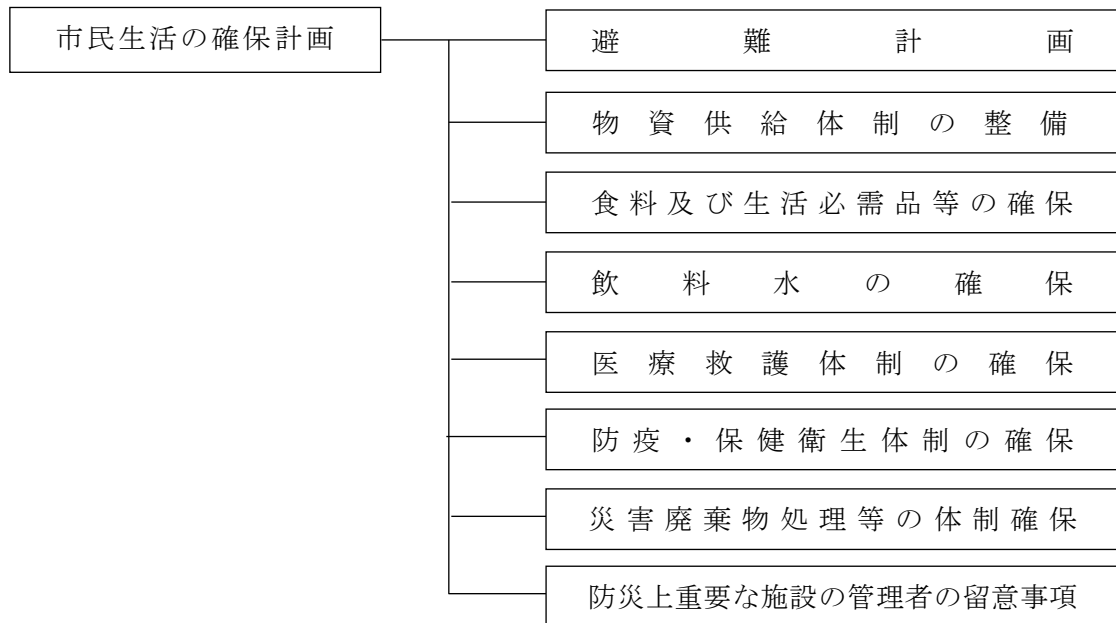 市民生活の確保計画
避難計画
物資供給体制の整備
食料及び生活必需品等の確保
飲料水の確保
医療救護体制の確保
防疫・保健衛生体制の確保
災害廃棄物処理等の体制確保
防災上重要な施設の管理者の留意事項